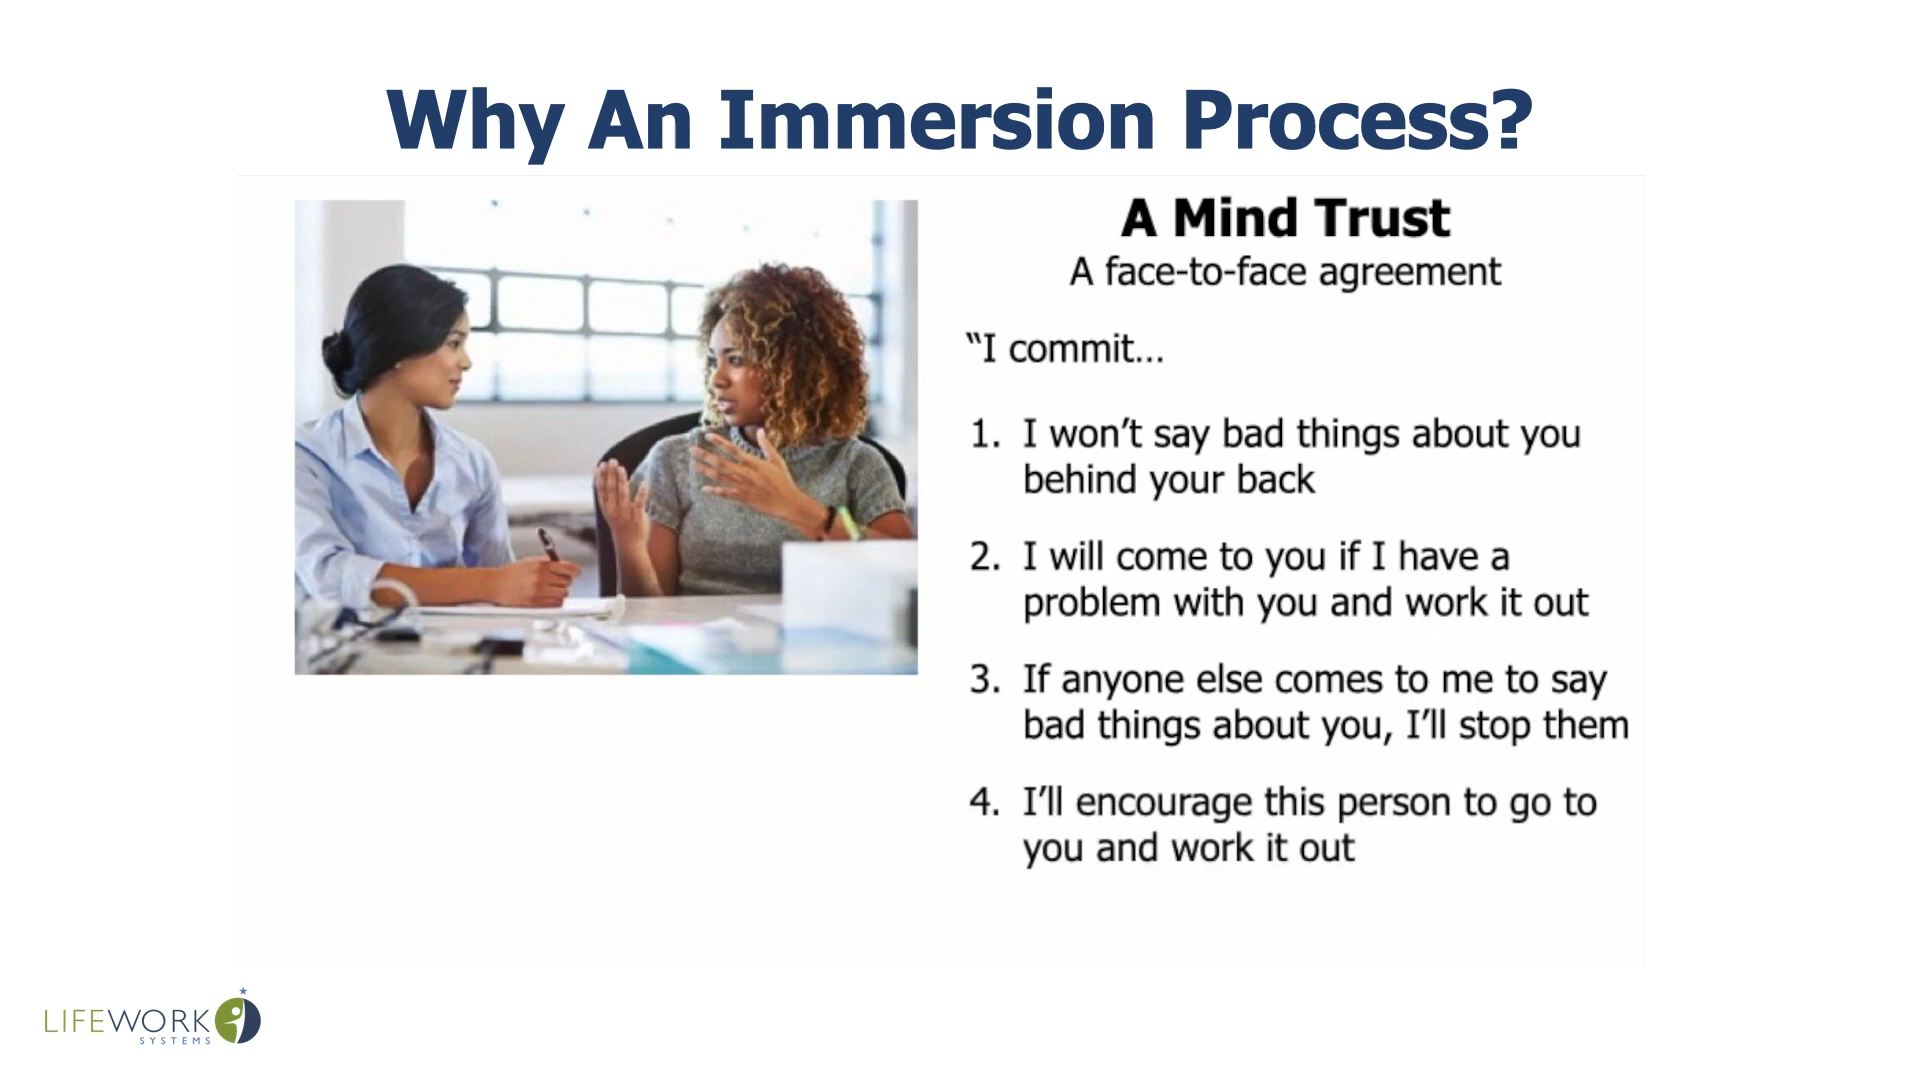 Why An Immersion Process?
A Mind Trust
A face-to-face agreement
“I commit...
1. I won’t say bad things about you
behind your back
2. I will come to you if I have a
problem with you and work it out
3. If anyone else comes to me to say
bad things about you, I’ll stop them
4. I’ll encourage this person to go to
you and work it out
LIFEWORK
SYSTEMS